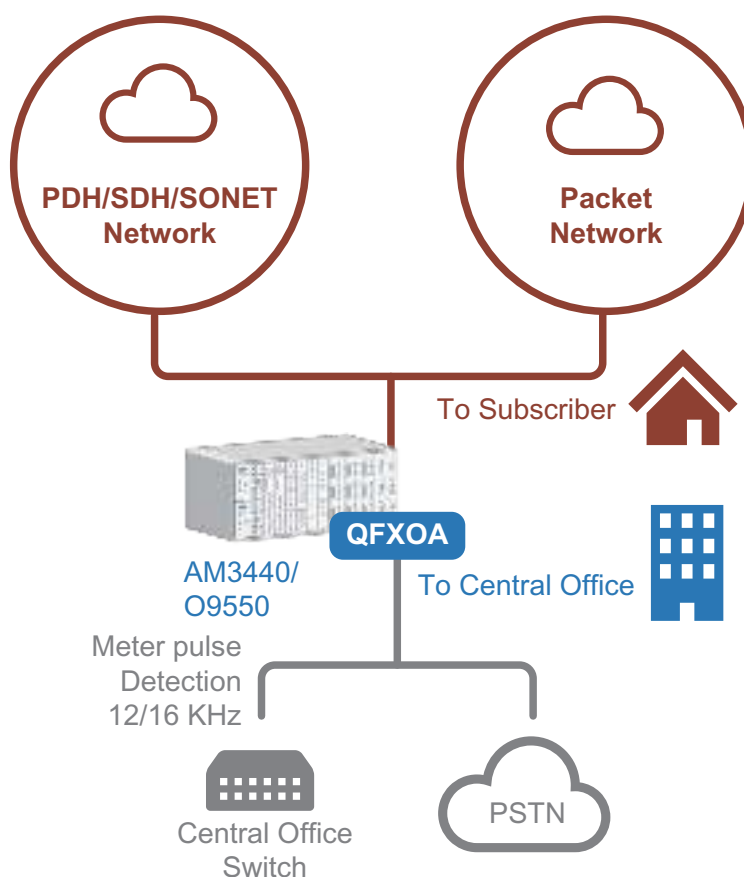 PDH/SDH/SONET
Network
Packet
Network
To Subscriber
QFXOA
AM3440/
O9550
To Central Office
Meter pulse
Detection
12/16 KHz
Central Office
Switch
PSTN